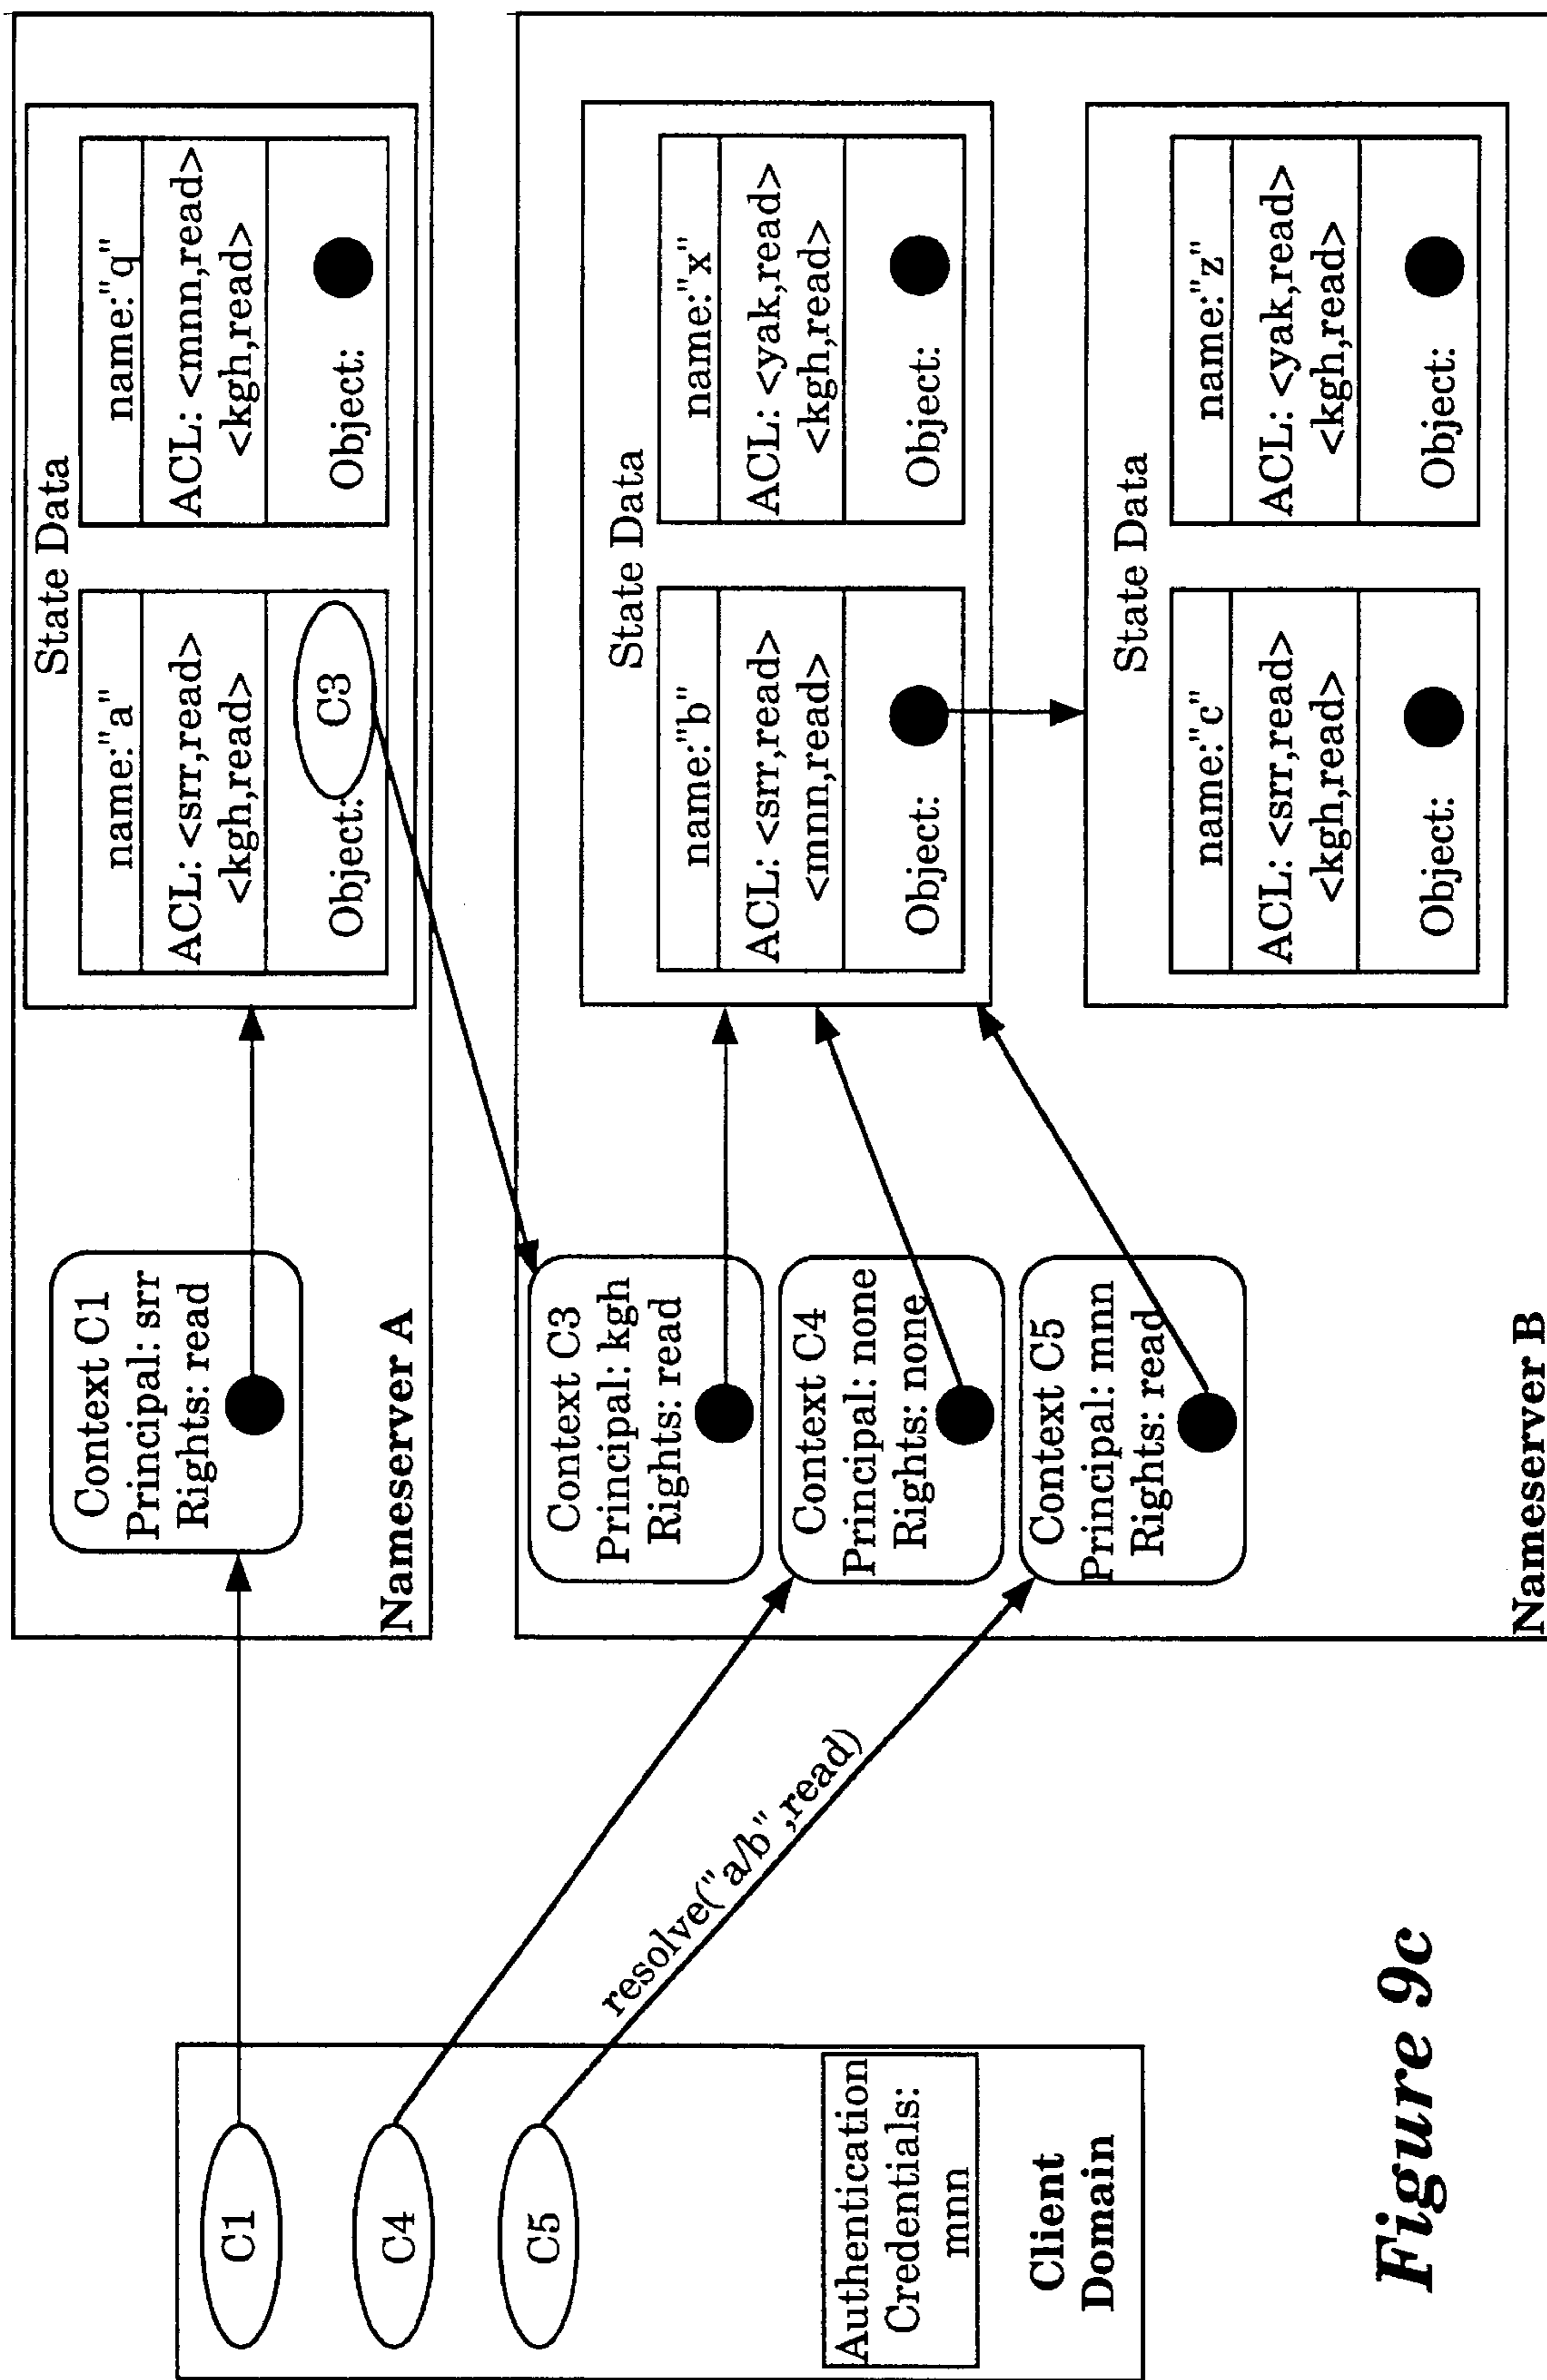 C1
C4
C5
Authentication
Credentials:
mnn
Client
Domain
resolve("a/b",read)
Context C1
Principal: srr
Rights: read
Nameserver A
State Data
name:"a"
ACL: <srr,read>
<kgh,read>
Object:
C3
name:"q"
ACL: <mnn,read>
<kgh,read>
Object:
Context C3
Principal: kgh
Rights: read
Context C4
Principal: none
Rights: none
Context C5
Principal: mnn
Rights: read
Nameserver B
State Data
name:"b"
ACL: <srr,read>
<mnn,read>
Object:
name:"x"
ACL: <yak,read>
<kgh,read>
Object:
State Data
name:"c"
ACL: <srr,read>
<kgh,read>
Object:
name:"z"
ACL: <yak,read>
<kgh,read>
Object:
Figure 9c